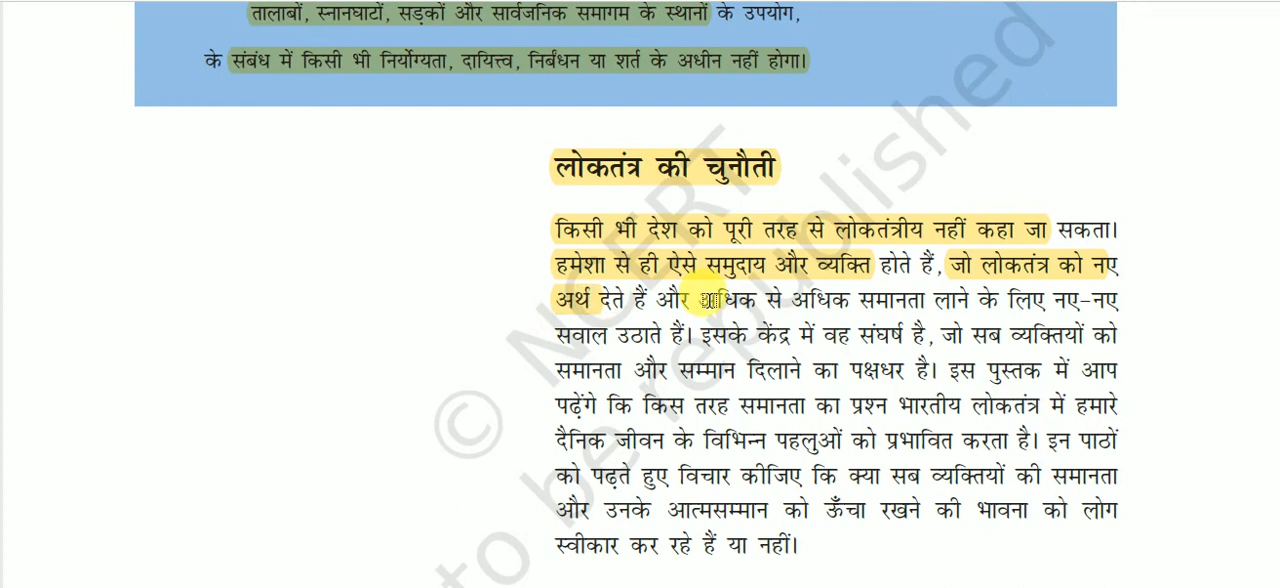 तालाबों, स्नानघाटों, सड़कों और सार्वजनिक समागम के स्थानों के उपयोग,
के संबंध में किसी भी निर्योग्यता, दायित्त्व, निर्बंधन या शर्त के अधीन नहीं होगा।
लोकतंत्र की चुनौती
किसी भी देश को पूरी तरह से लोकतंत्रीय नहीं कहा जा सकता।
हमेशा से ही ऐसे समुदाय और व्यक्ति होते हैं, जो लोकतंत्र को नए
अर्थ देते हैं और अधिक से अधिक समानता लाने के लिए नए-नए
सवाल उठाते हैं। इसके केंद्र में वह संघर्ष है, जो सब व्यक्तियों को
समानता और सम्मान दिलाने का पक्षधर है। इस पुस्तक में आप
पढ़ेंगे कि किस तरह समानता का प्रश्न भारतीय लोकतंत्र में हमारे
दैनिक जीवन के विभिन्न पहलुओं को प्रभावित करता है। इन पाठों
को पढ़ते हुए विचार कीजिए कि क्या सब व्यक्तियों की समानता
और उनके आत्मसम्मान को ऊँचा रखने की भावना को लोग
स्वीकार कर रहे हैं या नहीं।
© NCERT
to be republished